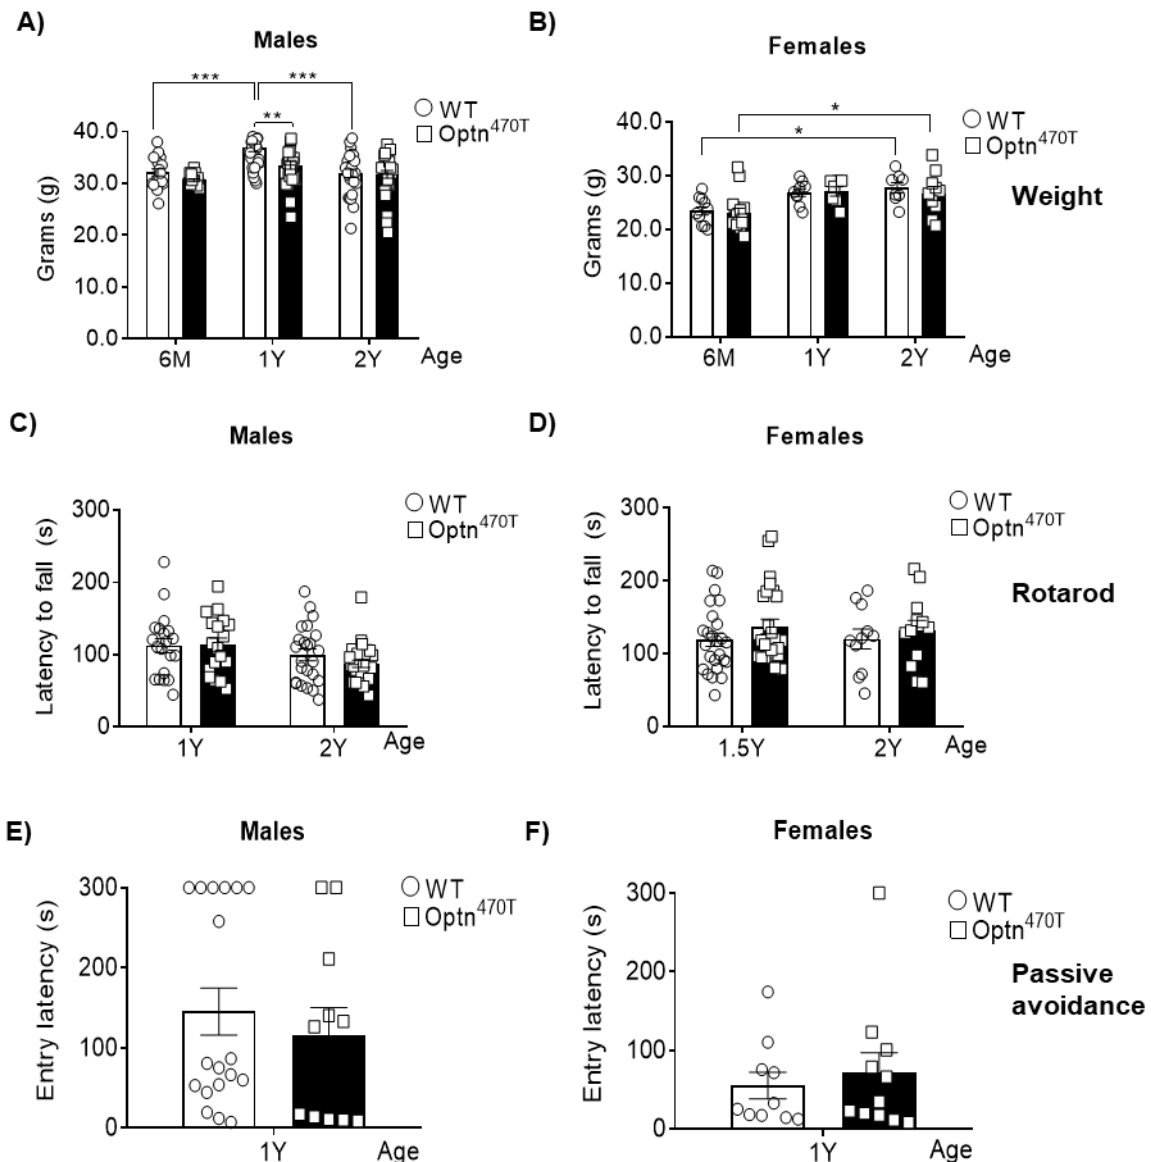 A)
Males
***
***
**
WT
Optn470T
Grams (g)
40.0
30.0
20.0
10.0
0.0
6M
1Y
2Y
Age
B)
Females
*
*
WT
Optn470T
Weight
Grams (g)
40.0
30.0
20.0
10.0
0.0
6M
1Y
2Y
Age
C)
Males
WT
Optn470T
Latency to fall (s)
300
200
100
0
1Y
2Y
Age
D)
Females
WT
Optn470T
Rotarod
Latency to fall (s)
300
200
100
0
1.5Y
2Y
Age
E)
Males
WT
Optn470T
Entry latency (s)
300
200
100
0
1Y
Age
F)
Females
WT
Optn470T
Passive
avoidance
Entry latency (s)
300
200
100
0
1Y
Age